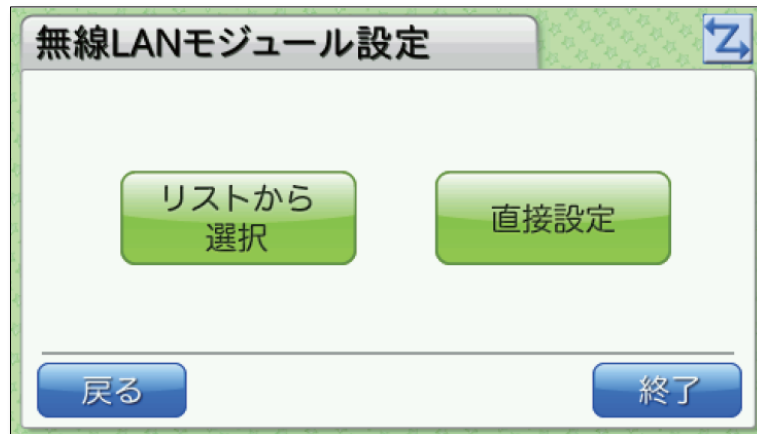 無線LANモジュール設定
リストから
選択
直接設定
戻る
終了